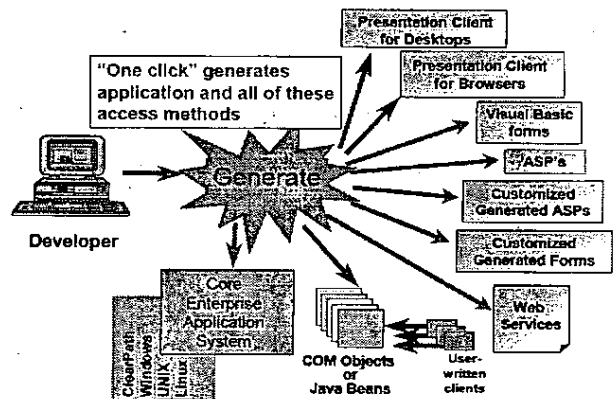 Presentation Client
for Desktops
"One click" generates
application and all of these
access methods
Presentation Client
for Browsers
Visual Basic
forms
ASP's
Generate
Customized
Generated ASPs
Developer
Customized
Generated Forms
Core
Enterprise
Application
System
Web
Services
ClearPath
Windows
UNIX
Linux
COM Objects
or
Java Beans
User-
written
clients